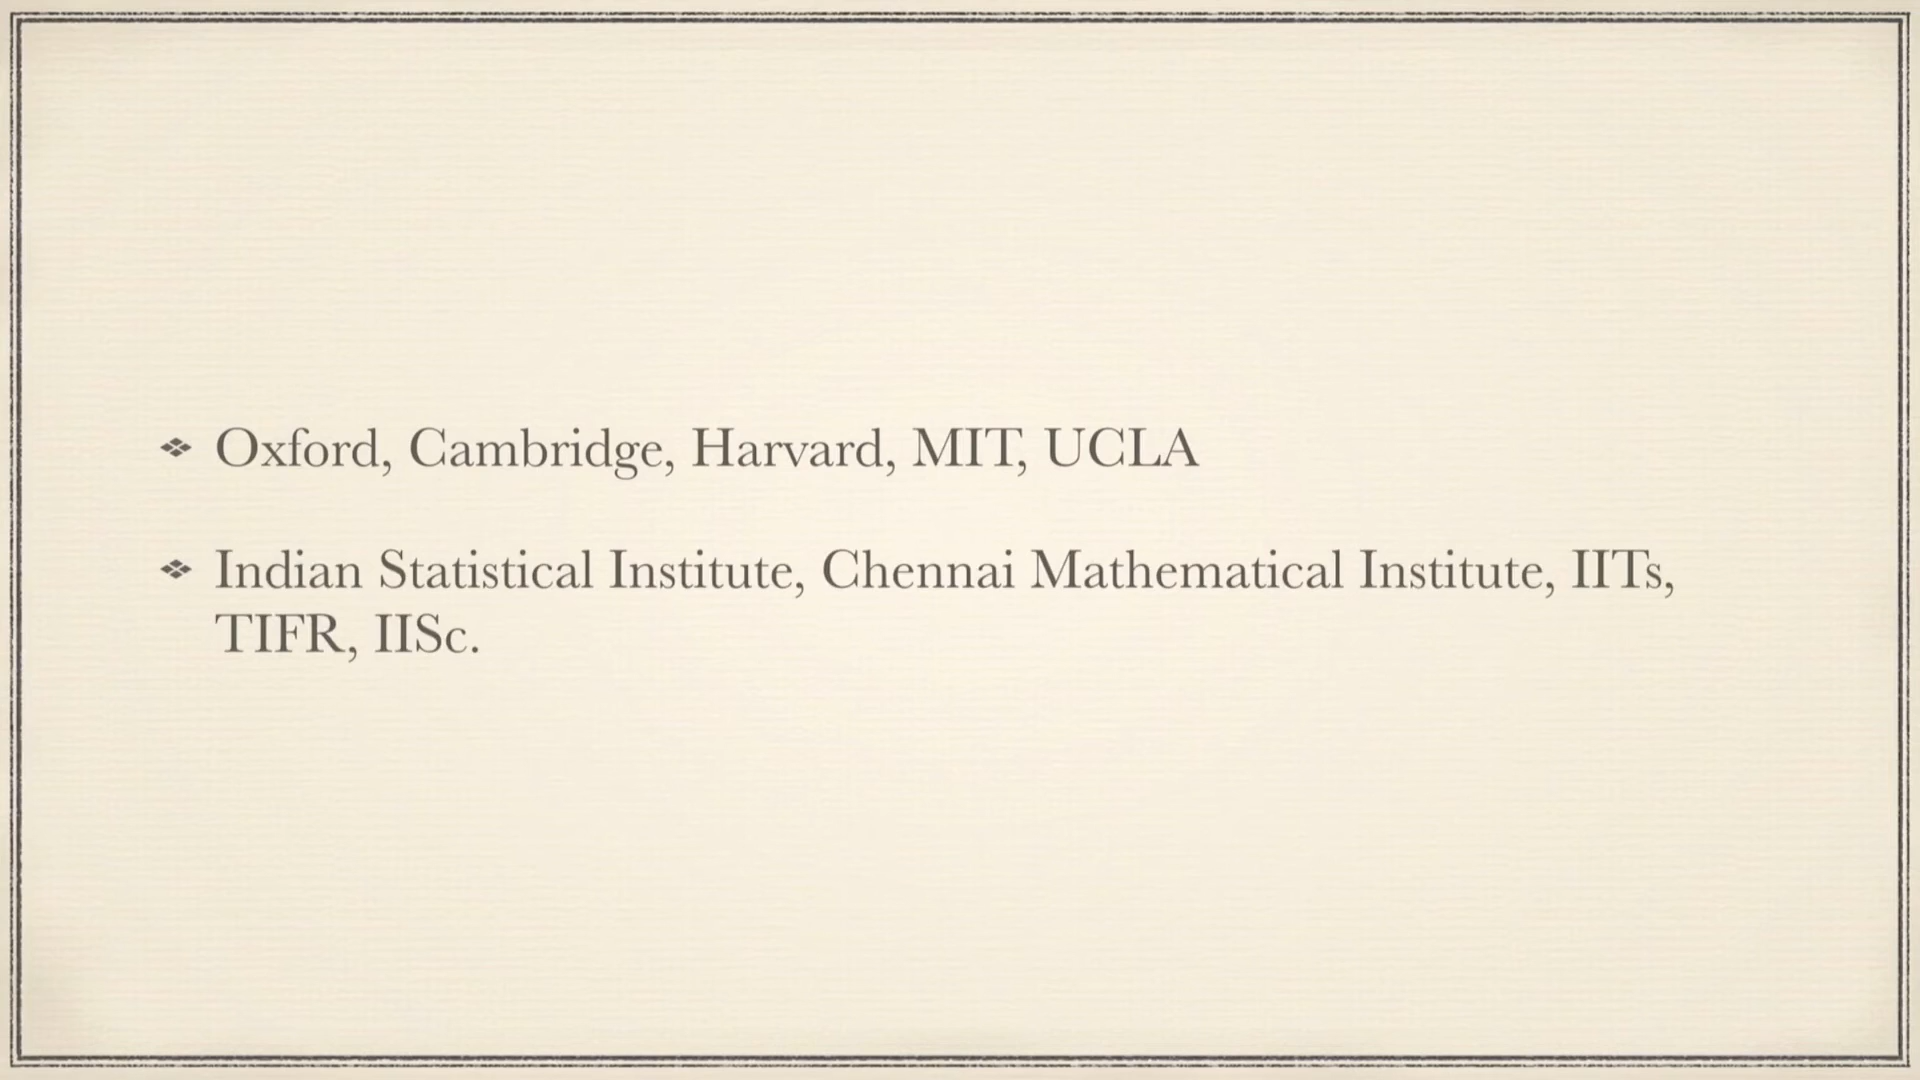 ❖ Oxford, Cambridge, Harvard, MIT, UCLA
❖ Indian Statistical Institute, Chennai Mathematical Institute, IITs,
TIFR, IISc.